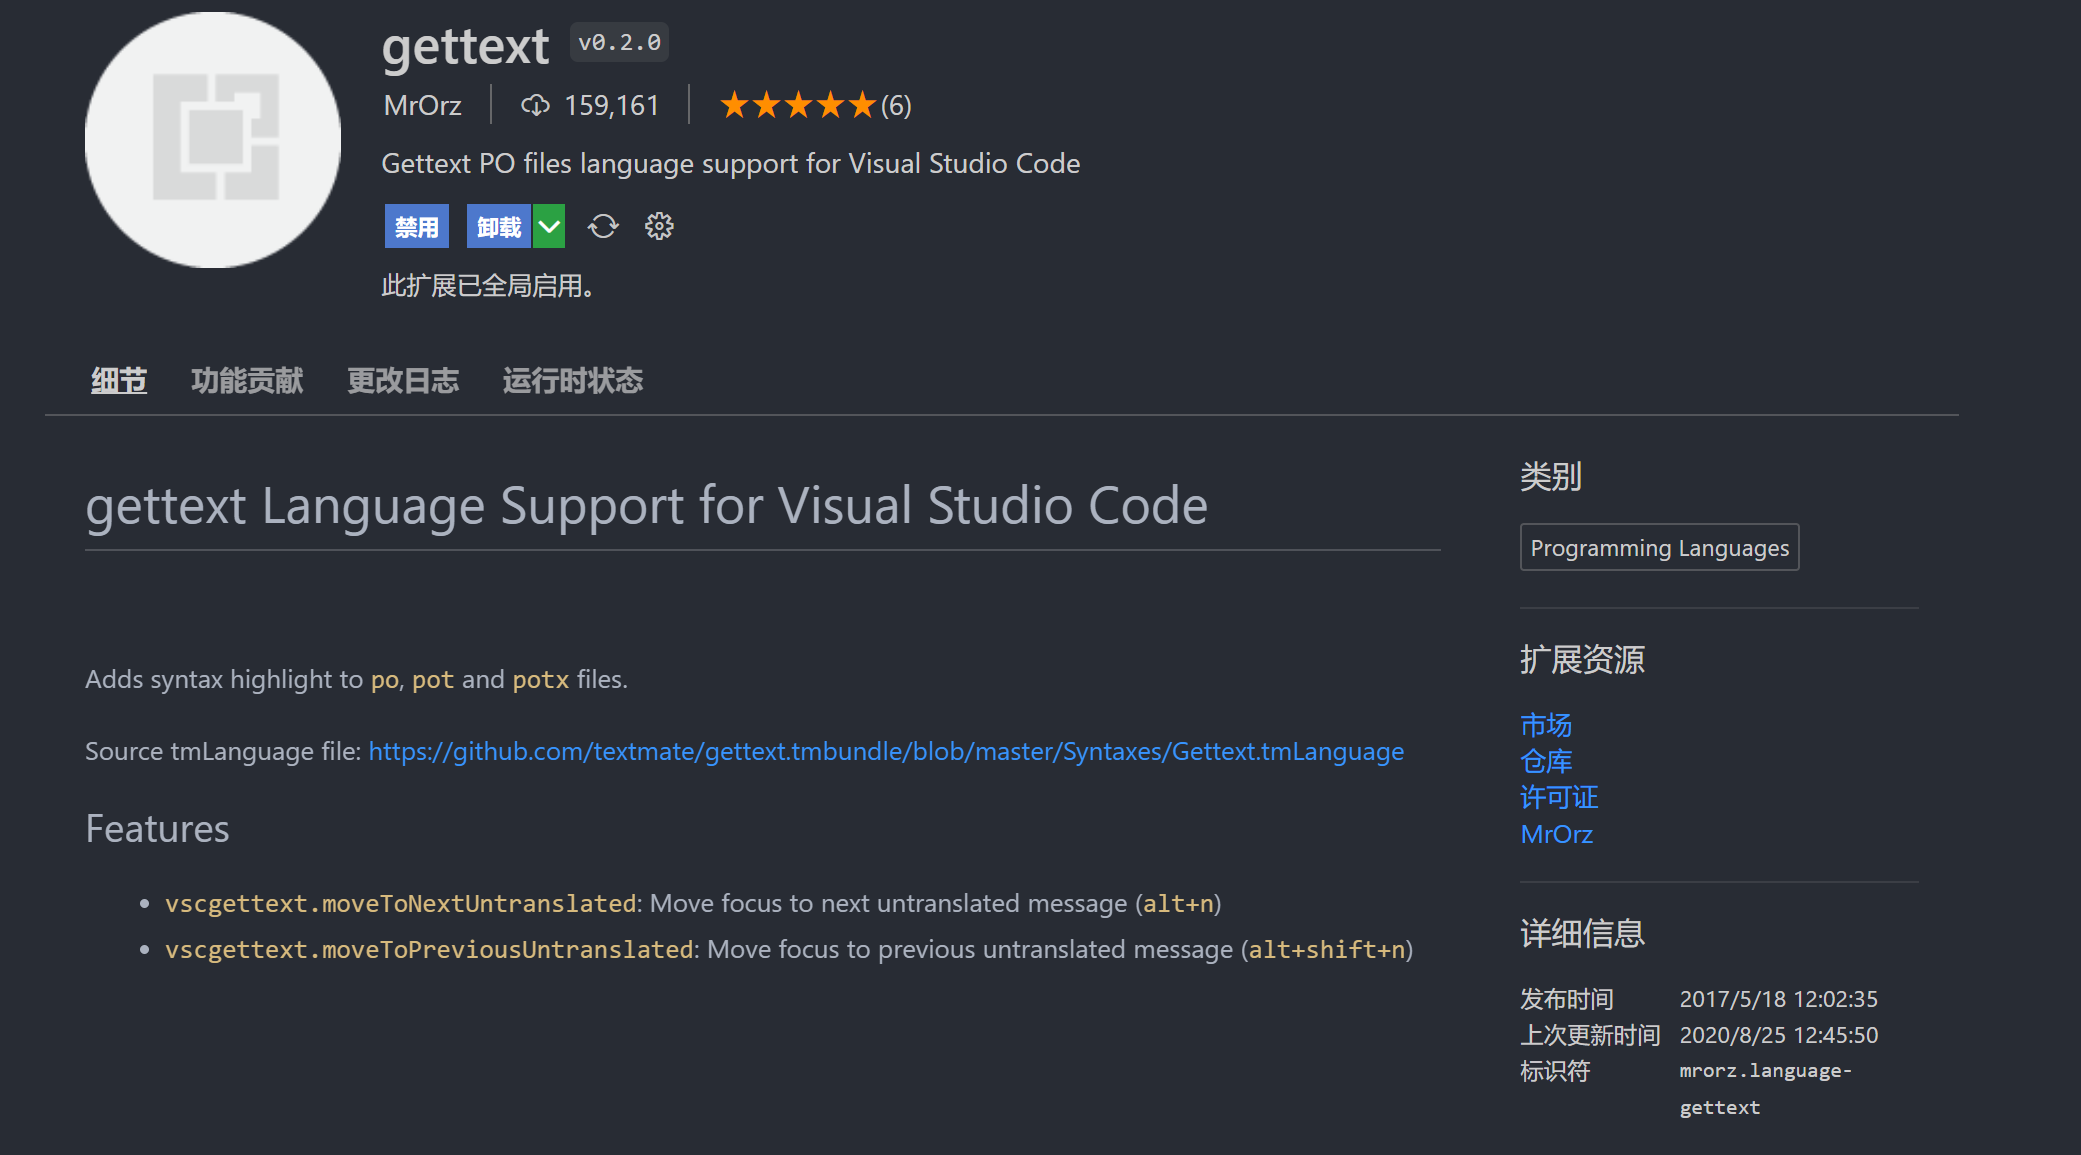 gettext v0.2.0
MrOrz 159,161 ★★★★★(6)
Gettext PO files language support for Visual Studio Code
禁用 卸载
此扩展已全局启用。
细节 功能贡献 更改日志 运行时状态
gettext Language Support for Visual Studio Code
Adds syntax highlight to po, pot and potx files.
Source tmLanguage file: https://github.com/textmate/gettext.tmbundle/blob/master/Syntaxes/Gettext.tmLanguage
Features
• vscgettext.moveToNextUntranslated: Move focus to next untranslated message (alt+n)
• vscgettext.moveToPreviousUntranslated: Move focus to previous untranslated message (alt+shift+n)
类别
Programming Languages
扩展资源
市场
仓库
许可证
MrOrz
详细信息
发布时间 2017/5/18 12:02:35
上次更新时间 2020/8/25 12:45:50
标识符 mrorz.language-
gettext